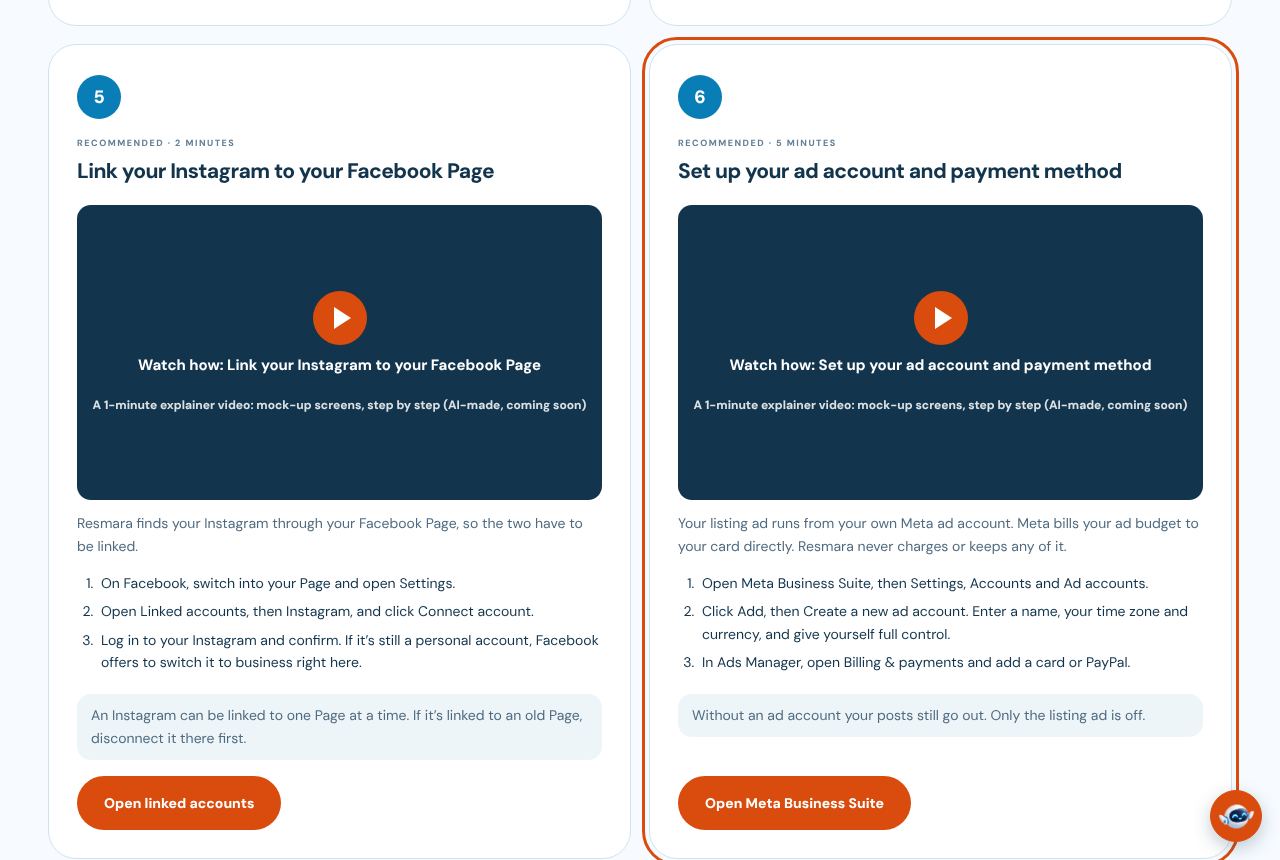 5
RECOMMENDED · 2 MINUTES
Link your Instagram to your Facebook Page
Watch how: Link your Instagram to your Facebook Page
A 1-minute explainer video: mock-up screens, step by step (AI-made, coming soon)
Resmara finds your Instagram through your Facebook Page, so the two have to
be linked.
1. On Facebook, switch into your Page and open Settings.
2. Open Linked accounts, then Instagram, and click Connect account.
3. Log in to your Instagram and confirm. If it's still a personal account, Facebook
offers to switch it to business right here.
An Instagram can be linked to one Page at a time. If it's linked to an old Page,
disconnect it there first.
Open linked accounts
6
RECOMMENDED · 5 MINUTES
Set up your ad account and payment method
Watch how: Set up your ad account and payment method
A 1-minute explainer video: mock-up screens, step by step (AI-made, coming soon)
Your listing ad runs from your own Meta ad account. Meta bills your ad budget to
your card directly. Resmara never charges or keeps any of it.
1. Open Meta Business Suite, then Settings, Accounts and Ad accounts.
2. Click Add, then Create a new ad account. Enter a name, your time zone and
currency, and give yourself full control.
3. In Ads Manager, open Billing & payments and add a card or PayPal.
Without an ad account your posts still go out. Only the listing ad is off.
Open Meta Business Suite